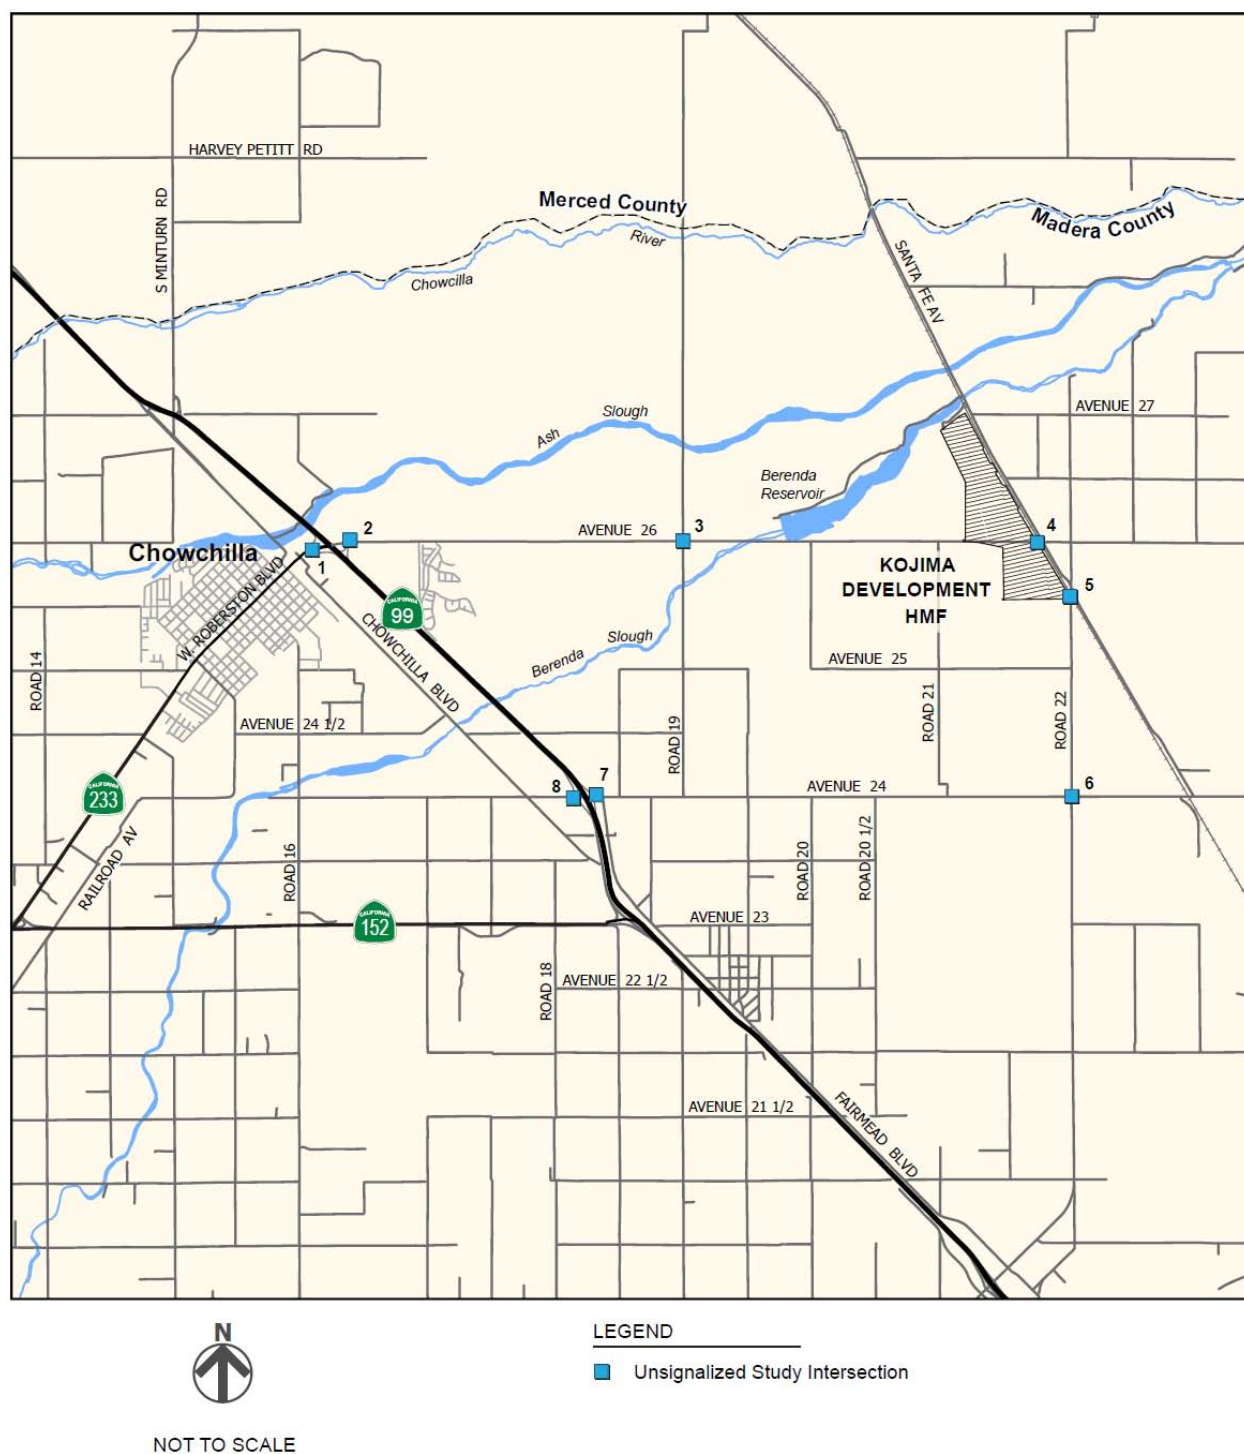 HARVEY PETITT RD
S MINTURN RD
Merced County
River
Chowcilla
Madera County
SANTA FE AV
AVENUE 27
Slough
Ash
Berenda
Reservoir
2
AVENUE 26
3
4
Chowchilla
1
KOJIMA
DEVELOPMENT
HMF
5
W. ROBERSTON BLVD
CALIFORNIA
99
CHOWCHILLA BLVD
Slough
Berenda
ROAD 14
AVENUE 25
ROAD 21
ROAD 22
AVENUE 24 1/2
ROAD 19
CALIFORNIA
233
8
7
AVENUE 24
6
RAILROAD AV
ROAD 16
ROAD 20
ROAD 20 1/2
CALIFORNIA
152
AVENUE 23
ROAD 18
AVENUE 22 1/2
AVENUE 21 1/2
FAIRMEAD BLVD
N
NOT TO SCALE
LEGEND
Unsignalized Study Intersection